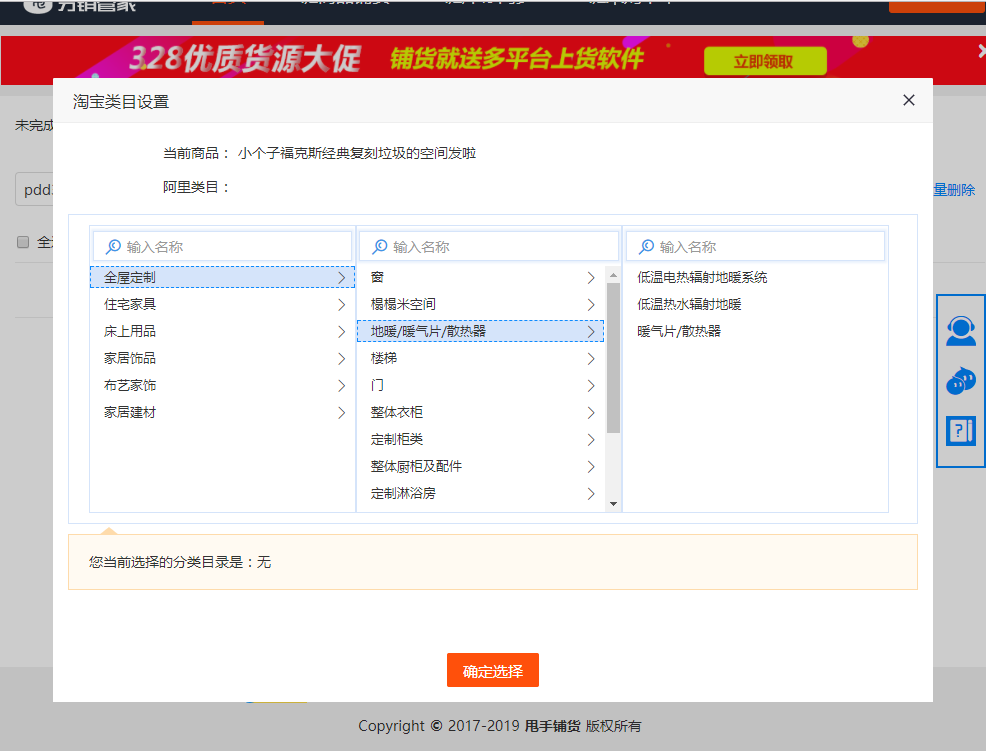 分销管家
328优质货源大促 铺货就送多平台上货软件 立即领取
淘宝类目设置
未完成
当前商品： 小个子福克斯经典复刻垃圾的空间发啦
阿里类目：
pdd
量删除
全
输入名称 输入名称 输入名称
全屋定制 窗 低温电热辐射地暖系统
住宅家具 榻榻米空间 低温热水辐射地暖
床上用品 地暖/暖气片/散热器 暖气片/散热器
家居饰品 楼梯
布艺家饰 门
家居建材 整体衣柜
定制柜类
整体厨柜及配件
定制淋浴房
您当前选择的分类目录是：无
确定选择
Copyright © 2017-2019 甩手铺货 版权所有